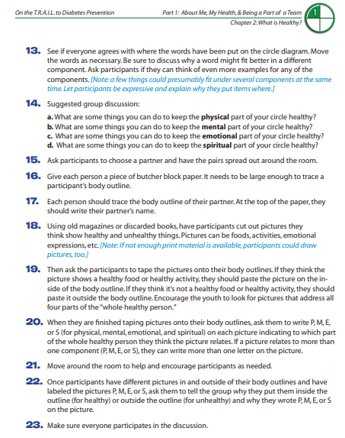 On the T.R.A.I.L. to Diabetes Prevention
Part 1: About Me, My Health, & Being a Part of a Team
1
Chapter 2: What is Healthy?
13. See if everyone agrees with where the words have been put on the circle diagram. Move
the words as necessary. Be sure to discuss why a word might fit better in a different
component. Ask participants if they can think of even more examples for any of the
components. [Note: a few things could presumably fit under several components at the same
time. Let participants be expressive and explain why they put items where.]
14. Suggested group discussion:
a. What are some things you can do to keep the physical part of your circle healthy?
b. What are some things you can do to keep the mental part of your circle healthy?
c. What are some things you can do to keep the emotional part of your circle healthy?
d. What are some things you can do to keep the spiritual part of your circle healthy?
15. Ask participants to choose a partner and have the pairs spread out around the room.
16. Give each person a piece of butcher block paper. It needs to be large enough to trace a
participant's body outline.
17. Each person should trace the body outline of their partner. At the top of the paper, they
should write their partner's name.
18. Using old magazines or discarded books, have participants cut out pictures they
think show healthy and unhealthy things. Pictures can be foods, activities, emotional
expressions, etc. [Note: If not enough print material is available, participants could draw
pictures, too.]
19. Then ask the participants to tape the pictures onto their body outlines. If they think the
picture shows a healthy food or healthy activity, they should paste the picture on the in-
side of the body outline. If they think it's not a healthy food or healthy activity, they should
paste it outside the body outline. Encourage the youth to look for pictures that address all
four parts of the "whole healthy person."
20. When they are finished taping pictures onto their body outlines, ask them to write P, M, E,
or S (for physical, mental, emotional, and spiritual) on each picture indicating to which part
of the whole healthy person they think the picture relates. If a picture relates to more than
one component (P, M, E, or S), they can write more than one letter on the picture.
21. Move around the room to help and encourage participants as needed.
22. Once participants have different pictures in and outside of their body outlines and have
labeled the pictures P, M, E, or S, ask them to tell the group why they put them inside the
outline (for healthy) or outside the outline (for unhealthy) and why they wrote P, M, E, or S
on the picture.
23. Make sure everyone participates in the discussion.